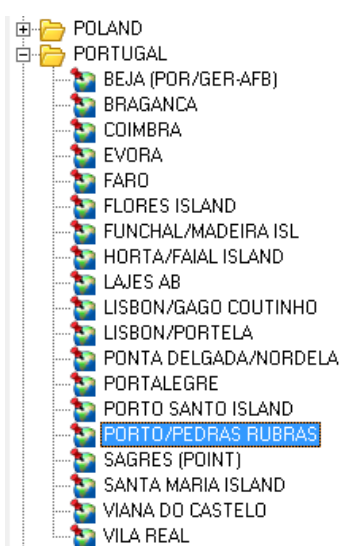 POLAND
PORTUGAL
BEJA (POR/GER-AFB)
BRAGANCA
COIMBRA
EVORA
FARO
FLORES ISLAND
FUNCHAL/MADEIRA ISL
HORTA/FAIAL ISLAND
LAJES AB
LISBON/GAGO COUTINHO
LISBON/PORTELA
PONTA DELGADA/NORDELA
PORTALEGRE
PORTO SANTO ISLAND
PORTO/PEDRAS RUBRAS
SAGRES (POINT)
SANTA MARIA ISLAND
VIANA DO CASTELO
VILA REAL